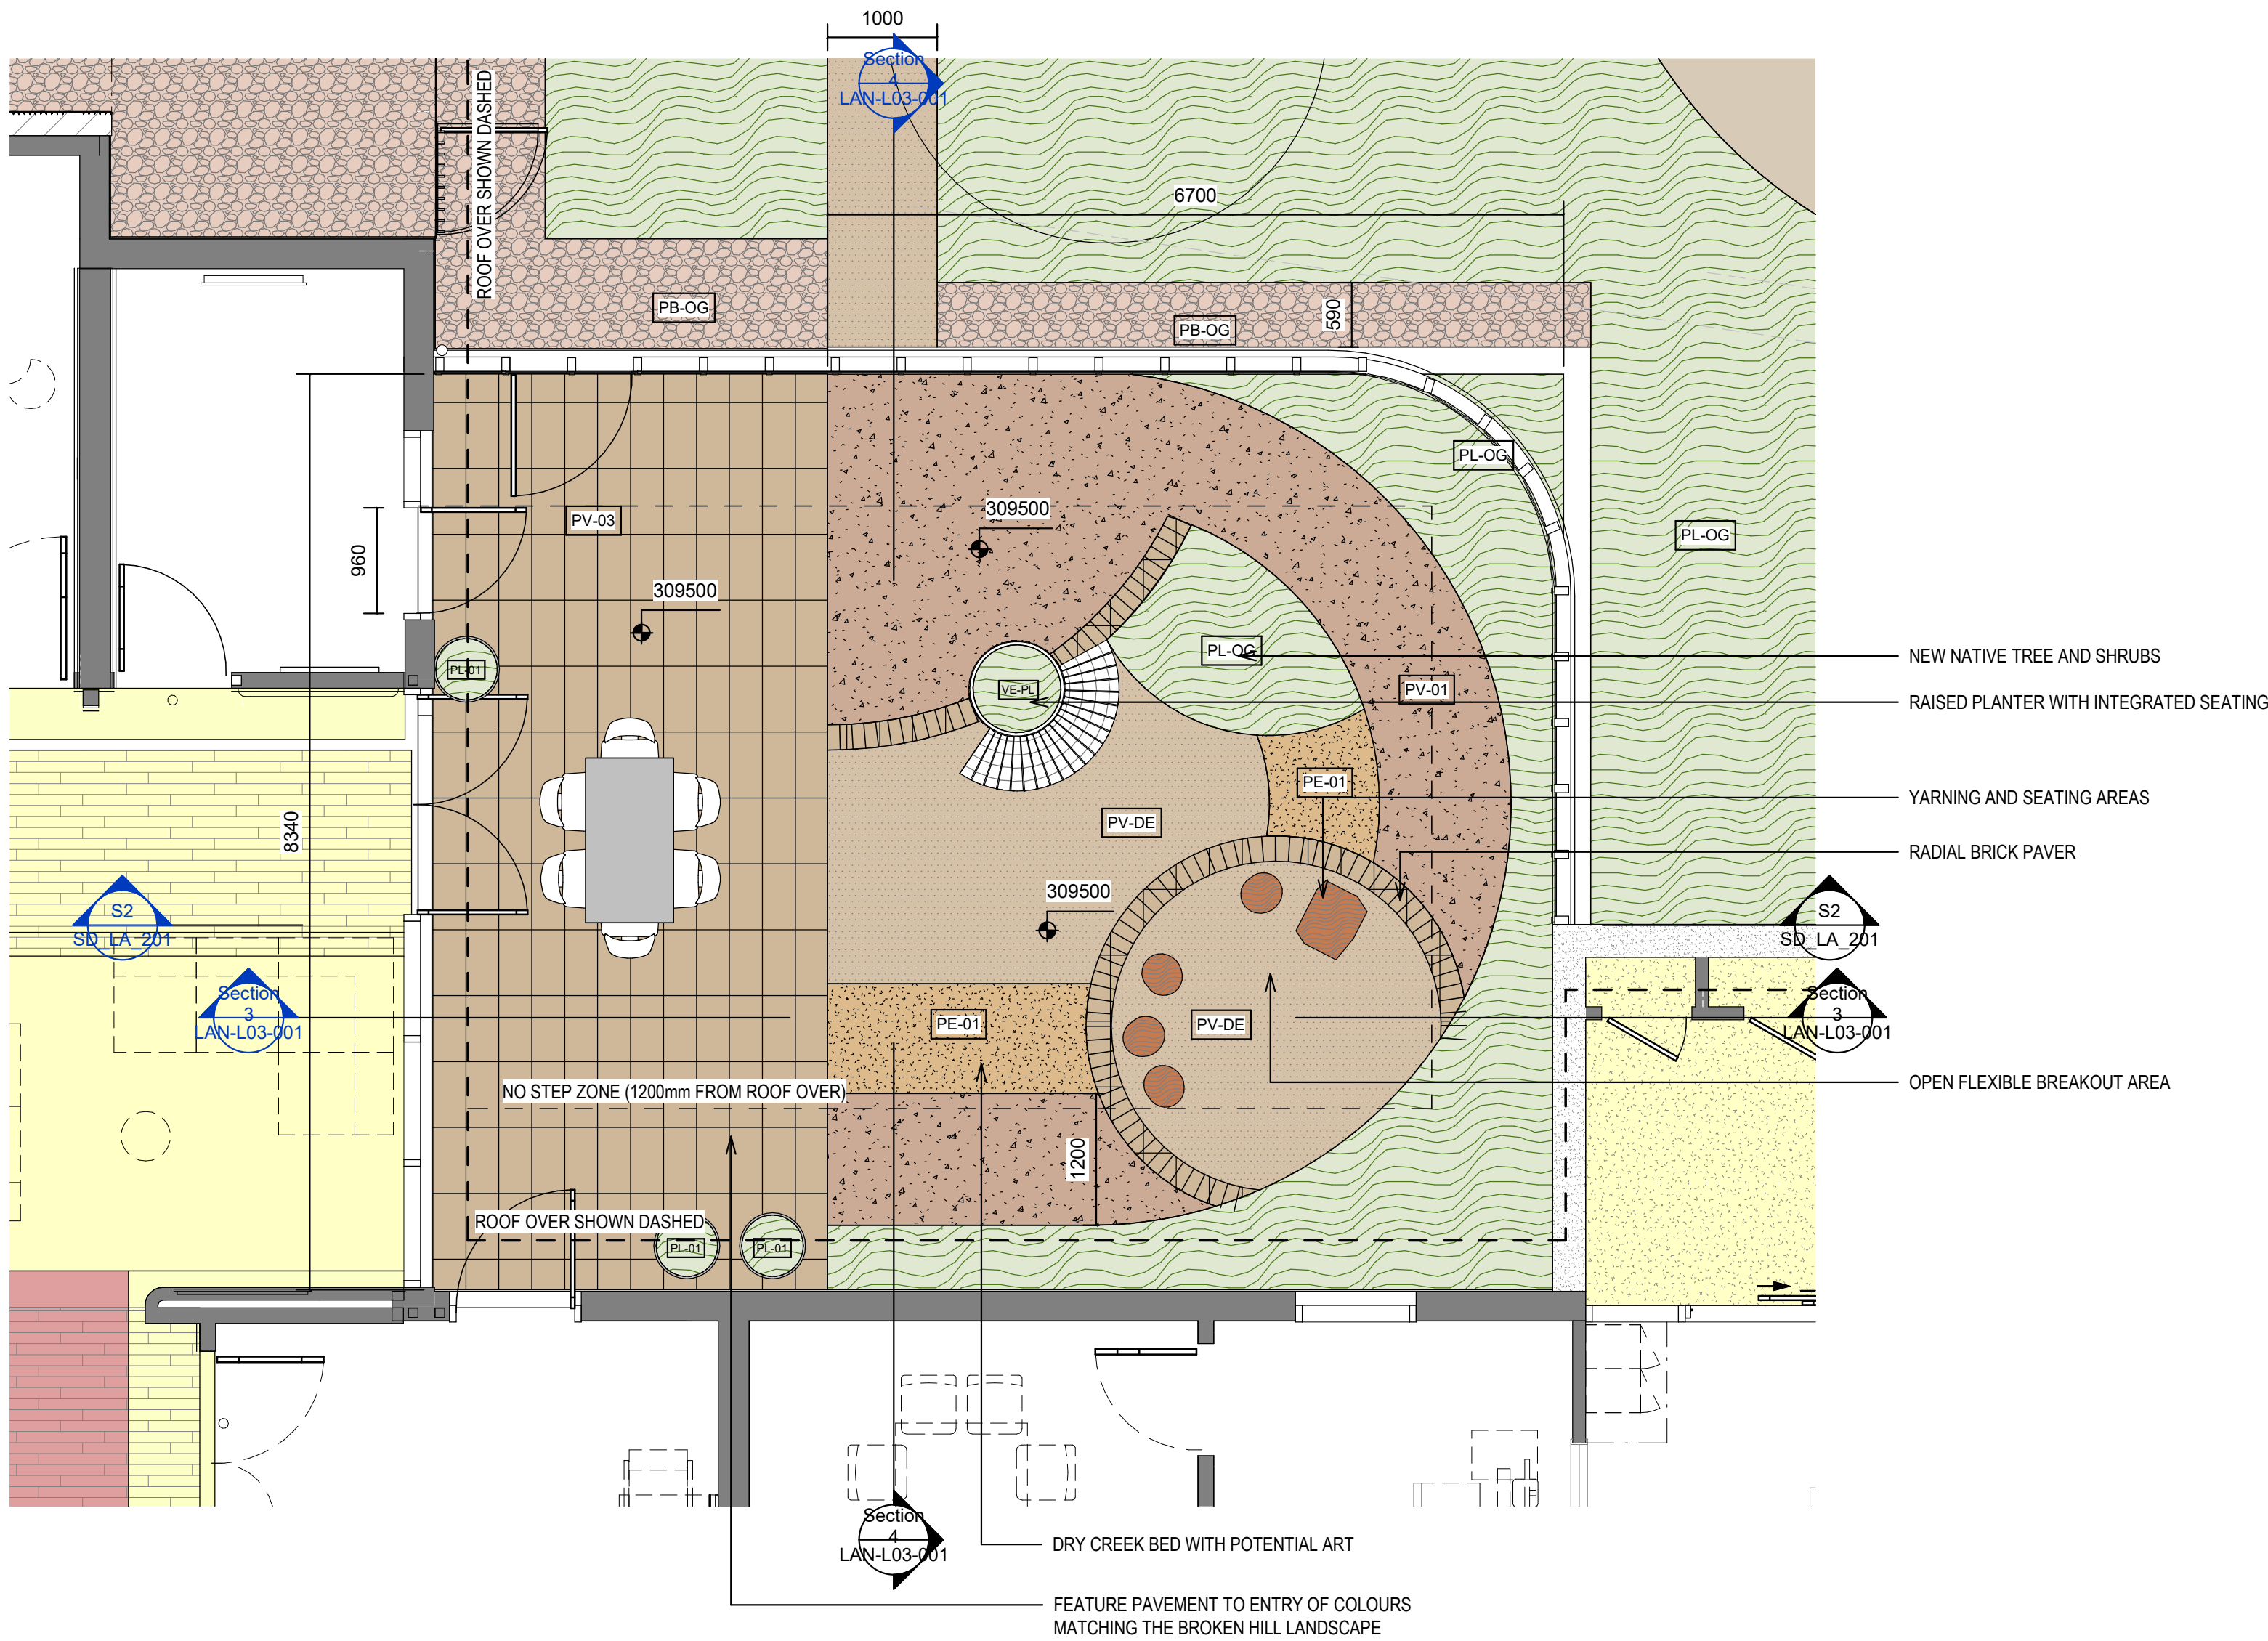 1000
Section
4
LAN-L03-001
ROOF OVER SHOWN DASHED
6700
PB-OG
PB-OG
590
PL-OG
PV-03
309500
PL-OG
960
309500
PL-OG
NEW NATIVE TREE AND SHRUBS
PL-01
VE-PL
PV-01
RAISED PLANTER WITH INTEGRATED SEATING
PE-01
YARNING AND SEATING AREAS
8340
PV-DE
RADIAL BRICK PAVER
309500
S2
SD_LA_201
S2
SD_LA_201
Section
3
LAN-L03-001
PE-01
PV-DE
Section
3
LAN-L03-001
NO STEP ZONE (1200mm FROM ROOF OVER)
OPEN FLEXIBLE BREAKOUT AREA
1200
ROOF OVER SHOWN DASHED
PL-01
PL-01
Section
4
LAN-L03-001
DRY CREEK BED WITH POTENTIAL ART
FEATURE PAVEMENT TO ENTRY OF COLOURS
MATCHING THE BROKEN HILL LANDSCAPE